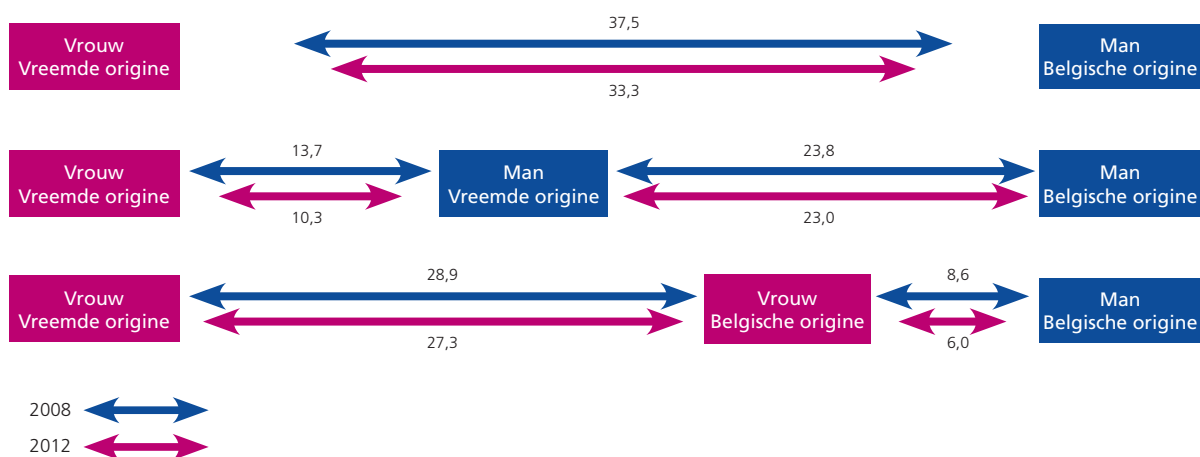 37,5
Vrouw
Vreemde origine
Man
Belgische origine
33,3
13,7
23,8
Vrouw
Vreemde origine
Man
Vreemde origine
Man
Belgische origine
10,3
23,0
28,9
8,6
Vrouw
Vreemde origine
Vrouw
Belgische origine
Man
Belgische origine
27,3
6,0
2008
2012